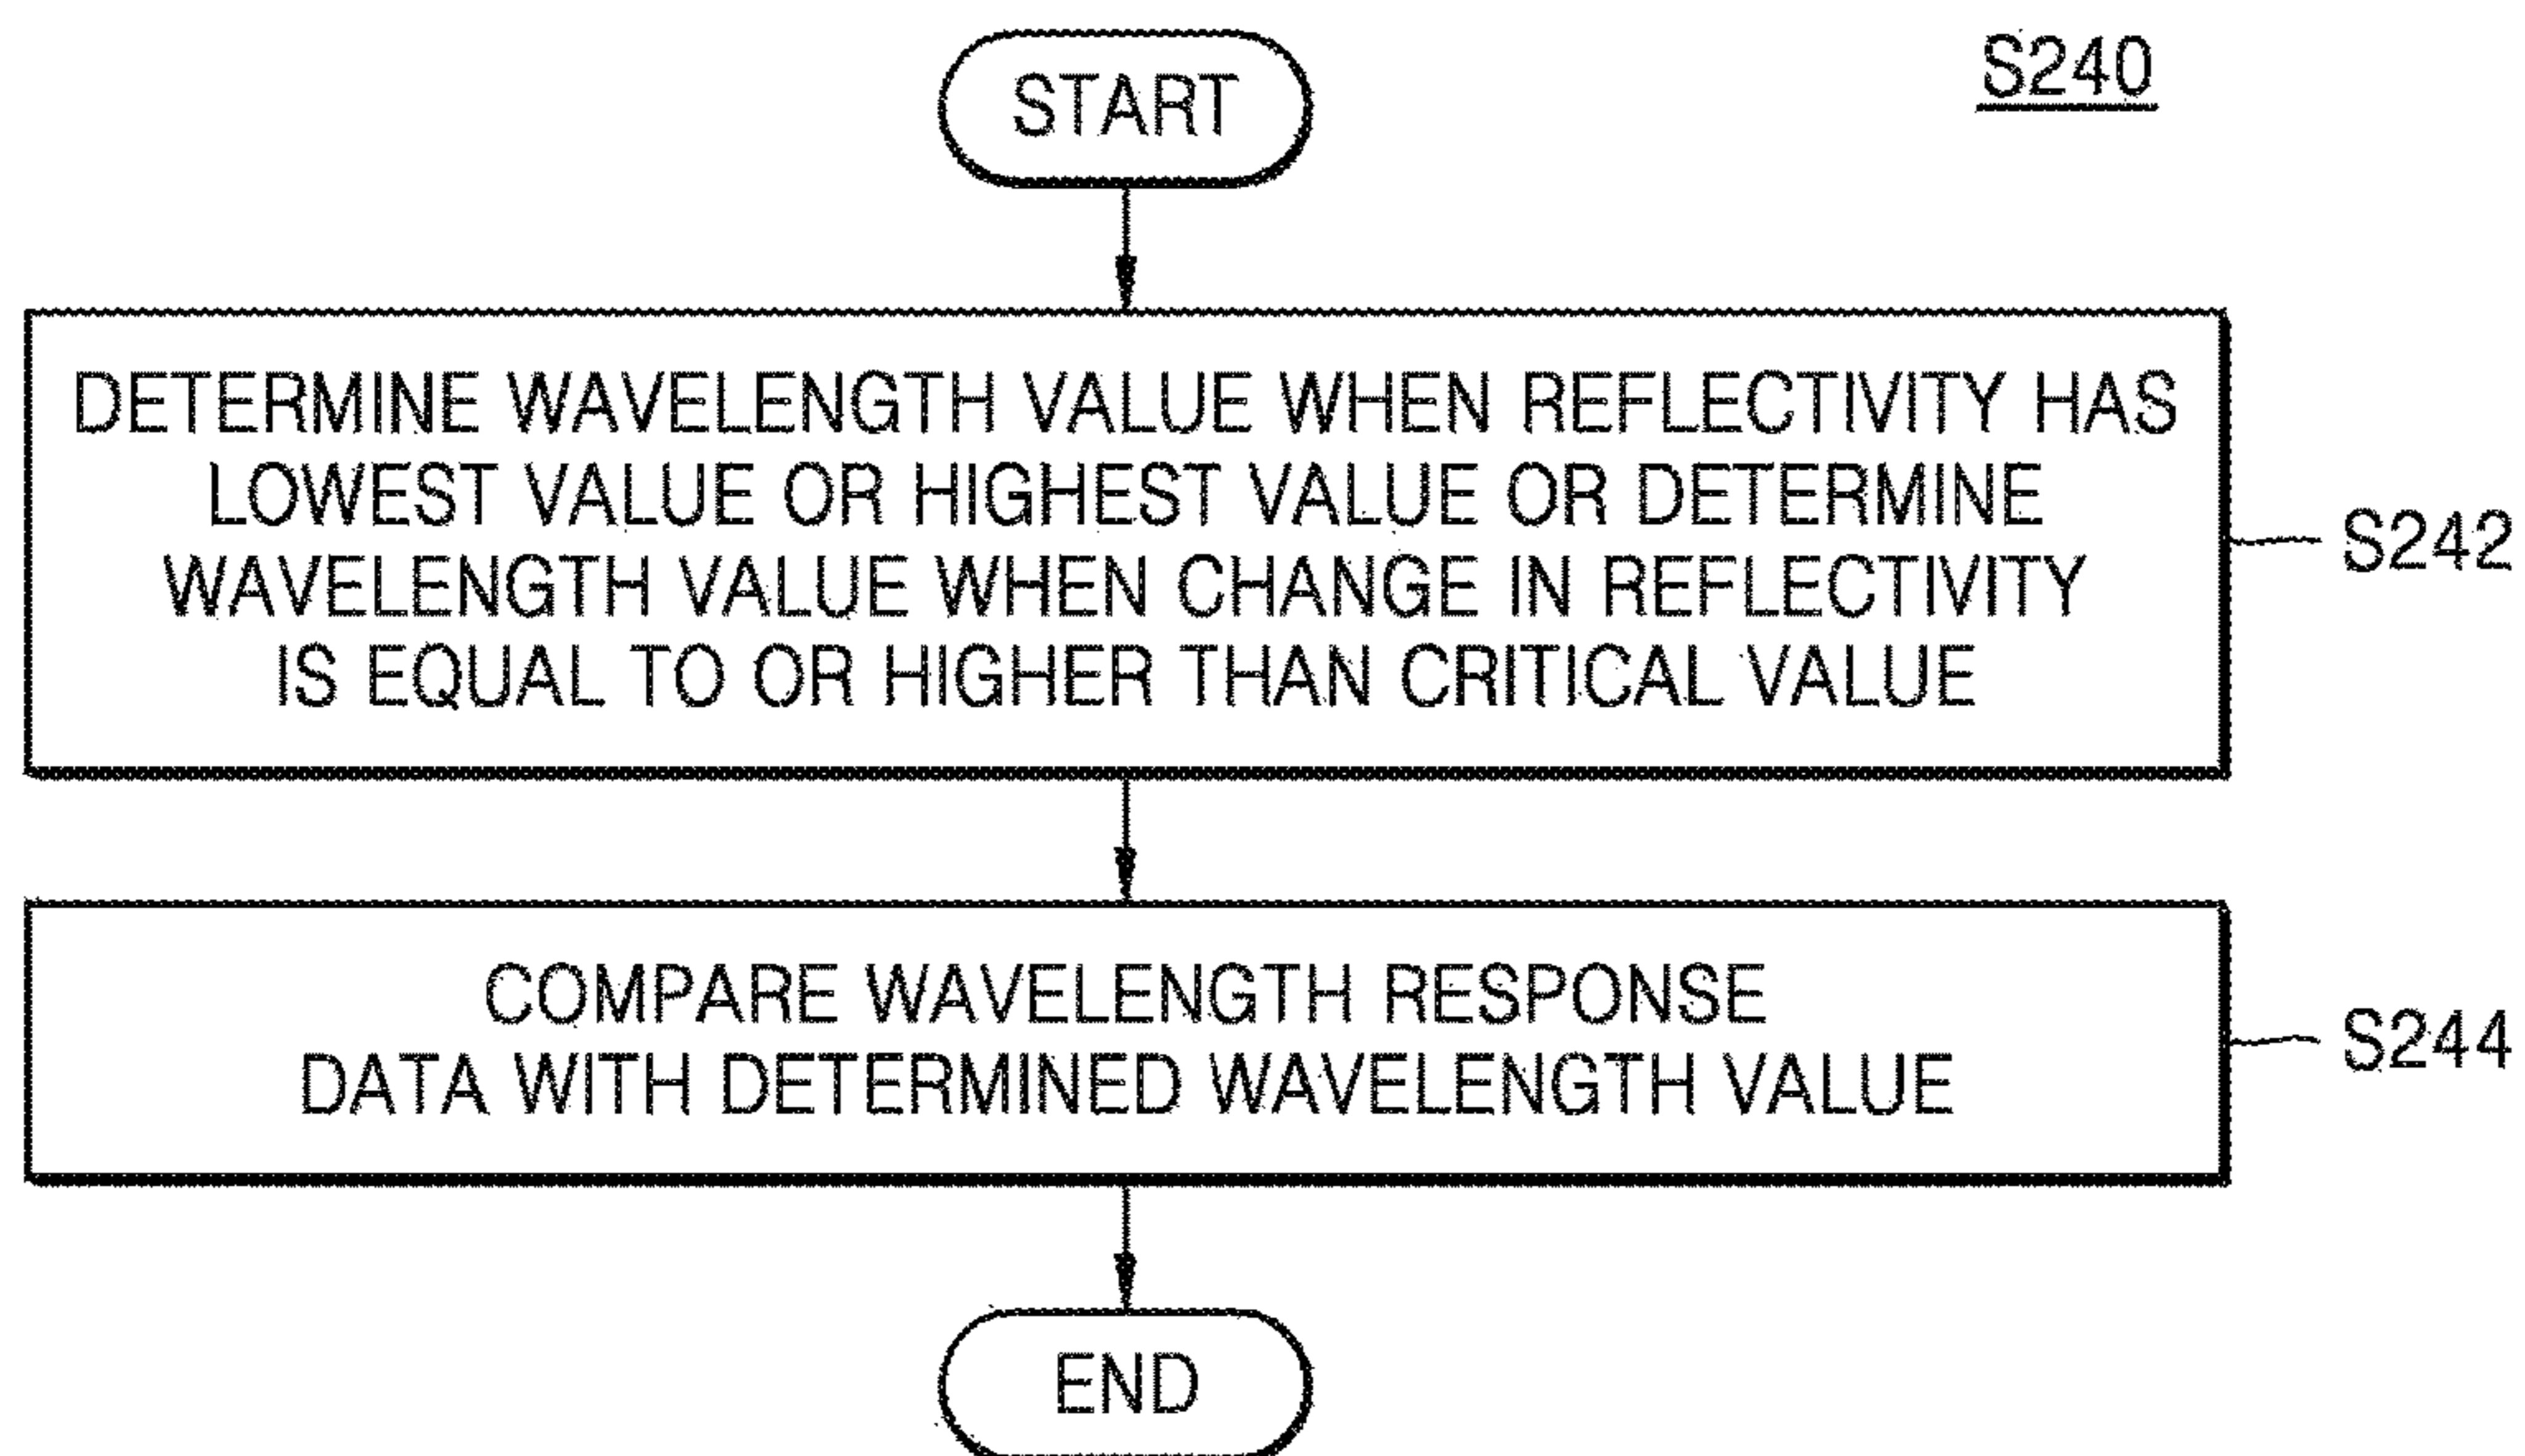 S240
START
DETERMINE WAVELENGTH VALUE WHEN REFLECTIVITY HAS
LOWEST VALUE OR HIGHEST VALUE OR DETERMINE
WAVELENGTH VALUE WHEN CHANGE IN REFLECTIVITY
IS EQUAL TO OR HIGHER THAN CRITICAL VALUE
S242
COMPARE WAVELENGTH RESPONSE
DATA WITH DETERMINED WAVELENGTH VALUE
S244
END